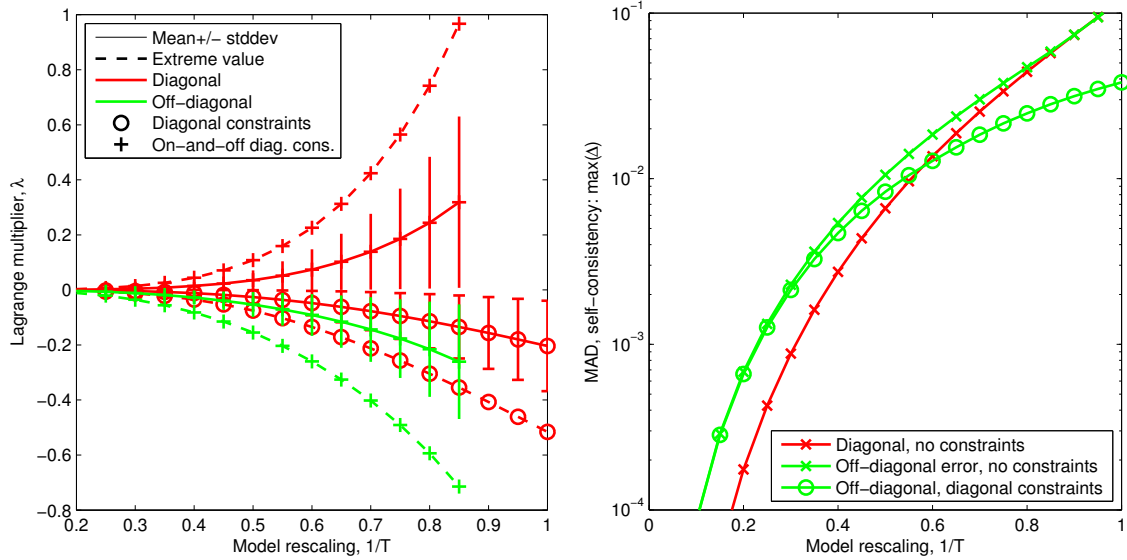 1
0.8
0.6
0.4
0.2
0
−0.2
−0.4
−0.6
−0.8
Lagrange multiplier, λ
Mean+/− stddev
Extreme value
Diagonal
Off−diagonal
Diagonal constraints
On−and−off diag. cons.
0.2 0.3 0.4 0.5 0.6 0.7 0.8 0.9 1
Model rescaling, 1/T
10−1
10−2
10−3
10−4
MAD, self−consistency: max(Δ)
Diagonal, no constraints
Off−diagonal error, no constraints
Off−diagonal, diagonal constraints
0 0.2 0.4 0.6 0.8 1
Model rescaling, 1/T